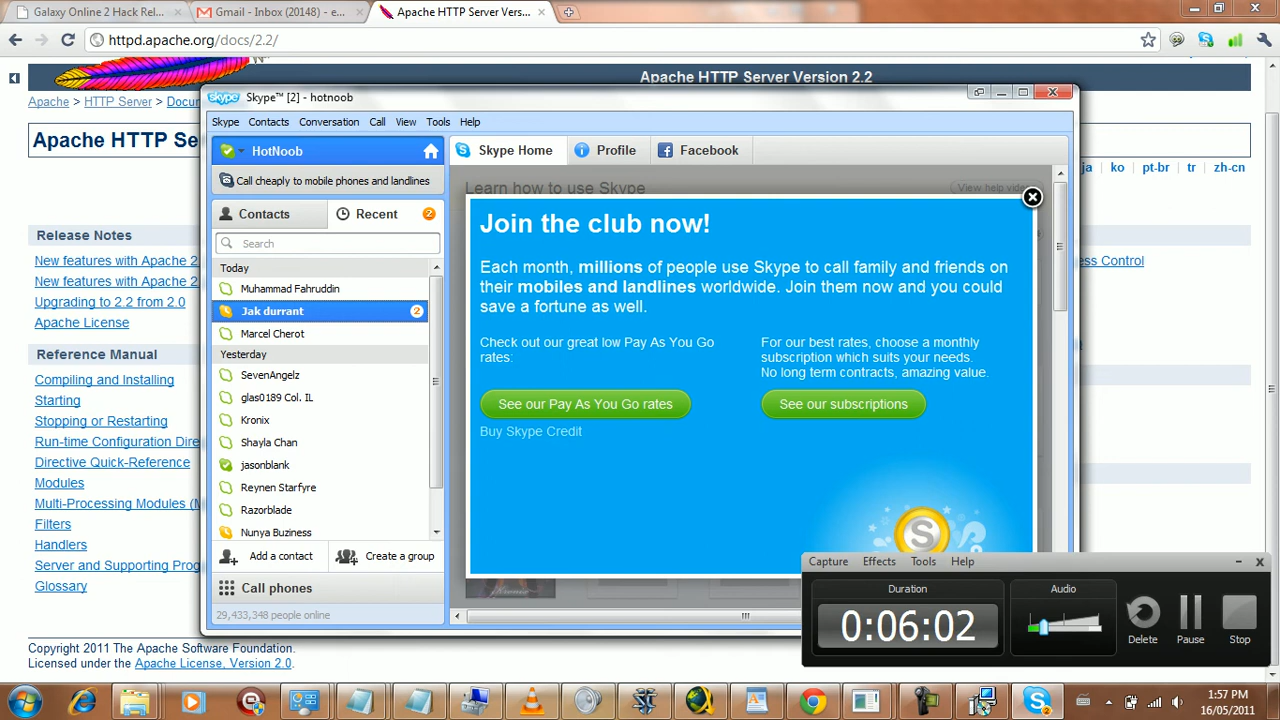 Galaxy Online 2 Hack Rel...
Gmail - Inbox (20148) - e...
Apache HTTP Server Vers...
httpd.apache.org/docs/2.2/
Apache HTTP Server Version 2.2
Apache > HTTP Server > Docu
Apache HTTP Se
ja ko pt-br tr zh-cn
Release Notes
New features with Apache 2.
New features with Apache 2.
Upgrading to 2.2 from 2.0
Apache License
Reference Manual
Compiling and Installing
Starting
Stopping or Restarting
Run-time Configuration Dire
Directive Quick-Reference
Modules
Multi-Processing Modules (M
Filters
Handlers
Server and Supporting Prog
Glossary
ess Control
Copyright 2011 The Apache Software Foundation.
Licensed under the Apache License, Version 2.0.
Skype™ [2] - hotnoob
Skype Contacts Conversation Call View Tools Help
HotNoob
Call cheaply to mobile phones and landlines
Contacts
Recent 2
Search
Today
Muhammad Fahruddin
Jak durrant 2
Marcel Cherot
Yesterday
SevenAngelz
glas0189 Col. IL
Kronix
Shayla Chan
jasonblank
Reynen Starfyre
Razorblade
Nunya Buziness
Add a contact
Create a group
Call phones
29,433,348 people online
Skype Home
Profile
Facebook
Learn how to use Skype
View help vide
Join the club now!
Each month, millions of people use Skype to call family and friends on
their mobiles and landlines worldwide. Join them now and you could
save a fortune as well.
Check out our great low Pay As You Go
rates:
See our Pay As You Go rates
Buy Skype Credit
For our best rates, choose a monthly
subscription which suits your needs.
No long term contracts, amazing value.
See our subscriptions
Capture Effects Tools Help
Duration
0:06:02
Audio
Delete
Pause
Stop
1:57 PM
16/05/2011